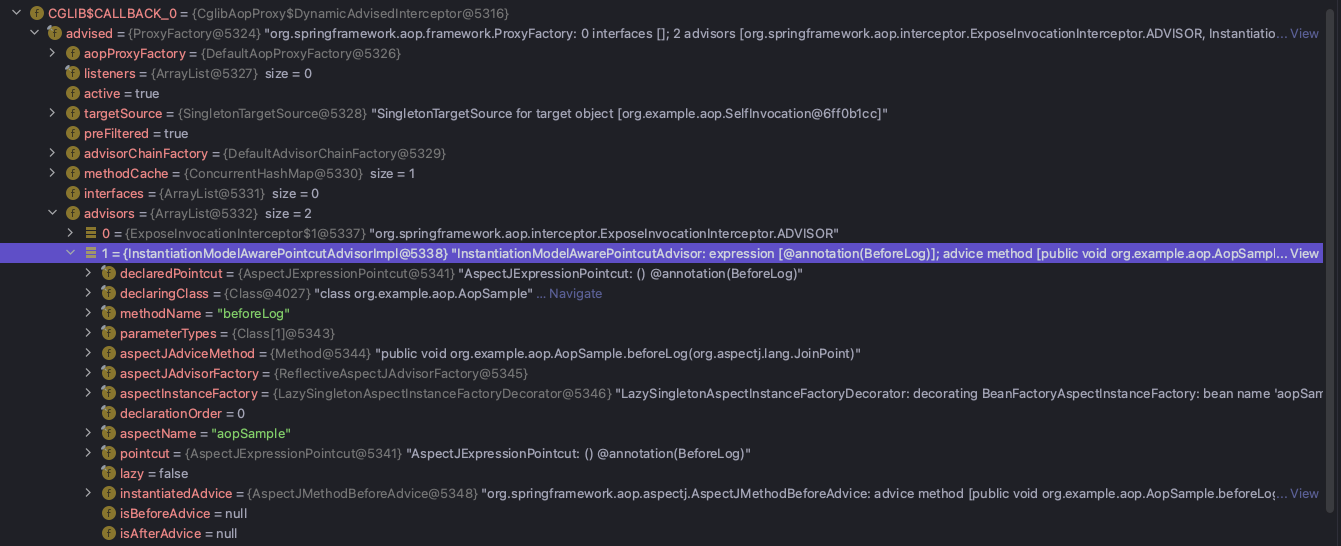 CGLIB$CALLBACK_0 = {CglibAopProxy$DynamicAdvisedInterceptor@5316}
advised = {ProxyFactory@5324} "org.springframework.aop.framework.ProxyFactory: 0 interfaces []; 2 advisors [org.springframework.aop.interceptor.ExposeInvocationInterceptor.ADVISOR, Instantiatio... View
aopProxyFactory = {DefaultAopProxyFactory@5326}
listeners = {ArrayList@5327} size = 0
active = true
targetSource = {SingletonTargetSource@5328} "SingletonTargetSource for target object [org.example.aop.SelfInvocation@6ff0b1cc]"
preFiltered = true
advisorChainFactory = {DefaultAdvisorChainFactory@5329}
methodCache = {ConcurrentHashMap@5330} size = 1
interfaces = {ArrayList@5331} size = 0
advisors = {ArrayList@5332} size = 2
0 = {ExposeInvocationInterceptor$1@5337} "org.springframework.aop.interceptor.ExposeInvocationInterceptor.ADVISOR"
1 = {InstantiationModelAwarePointcutAdvisorImpl@5338} "InstantiationModelAwarePointcutAdvisor: expression [@annotation(BeforeLog)]; advice method [public void org.example.aop.AopSampl... View
declaredPointcut = {AspectJExpressionPointcut@5341} "AspectJExpressionPointcut: () @annotation(BeforeLog)"
declaringClass = {Class@4027} "class org.example.aop.AopSample" ... Navigate
methodName = "beforeLog"
parameterTypes = {Class[1]@5343}
aspectJAdviceMethod = {Method@5344} "public void org.example.aop.AopSample.beforeLog(org.aspectj.lang.JoinPoint)"
aspectJAdvisorFactory = {ReflectiveAspectJAdvisorFactory@5345}
aspectInstanceFactory = {LazySingletonAspectInstanceFactoryDecorator@5346} "LazySingletonAspectInstanceFactoryDecorator: decorating BeanFactoryAspectInstanceFactory: bean name 'aopSam
declarationOrder = 0
aspectName = "aopSample"
pointcut = {AspectJExpressionPointcut@5341} "AspectJExpressionPointcut: () @annotation(BeforeLog)"
lazy = false
instantiatedAdvice = {AspectJMethodBeforeAdvice@5348} "org.springframework.aop.aspectj.AspectJMethodBeforeAdvice: advice method [public void org.example.aop.AopSample.beforeLog... View
isBeforeAdvice = null
isAfterAdvice = null